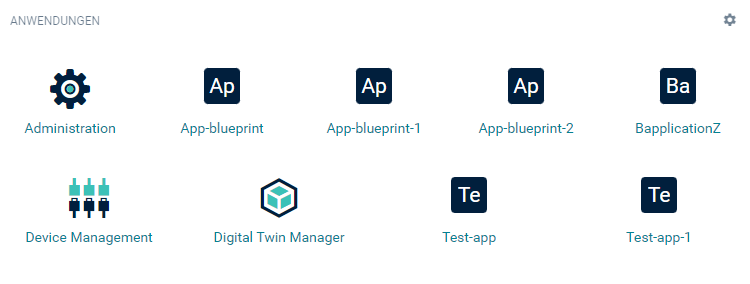 ANWENDUNGEN
Ap Ap Ap Ba
Administration App-blueprint App-blueprint-1 App-blueprint-2 BapplicationZ
Te Te
Device Management Digital Twin Manager Test-app Test-app-1